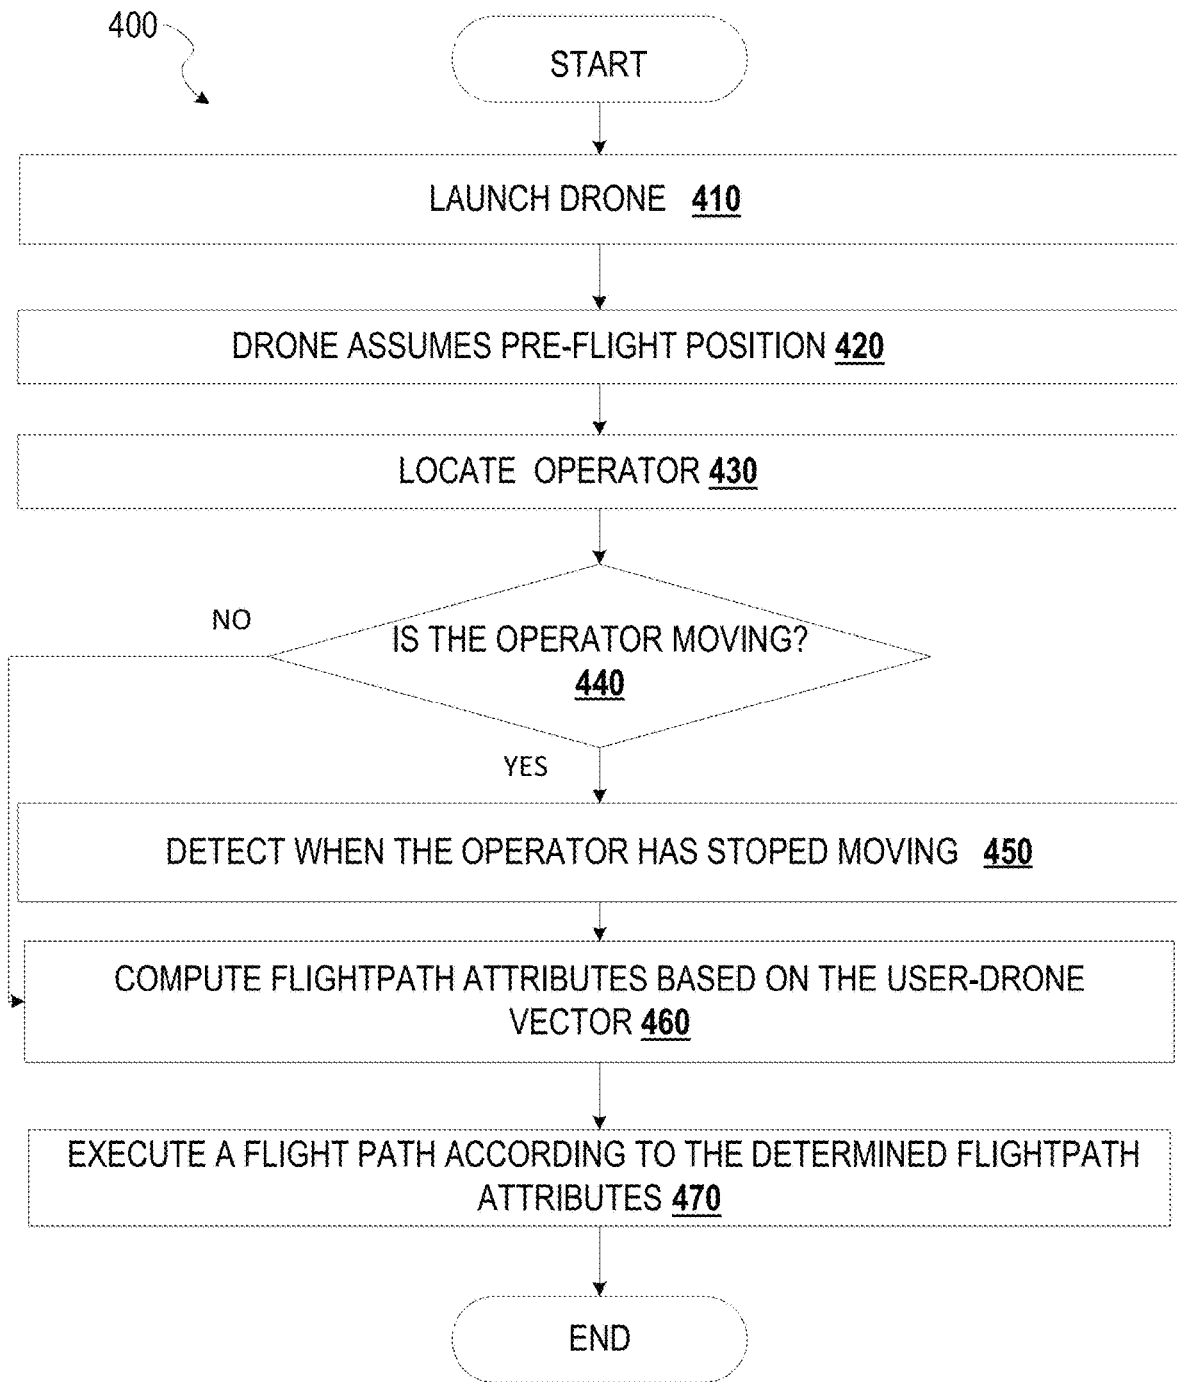 400
START
LAUNCH DRONE 410
DRONE ASSUMES PRE-FLIGHT POSITION 420
LOCATE OPERATOR 430
NO
IS THE OPERATOR MOVING?
440
YES
DETECT WHEN THE OPERATOR HAS STOPED MOVING 450
COMPUTE FLIGHTPATH ATTRIBUTES BASED ON THE USER-DRONE
VECTOR 460
EXECUTE A FLIGHT PATH ACCORDING TO THE DETERMINED FLIGHTPATH
ATTRIBUTES 470
END